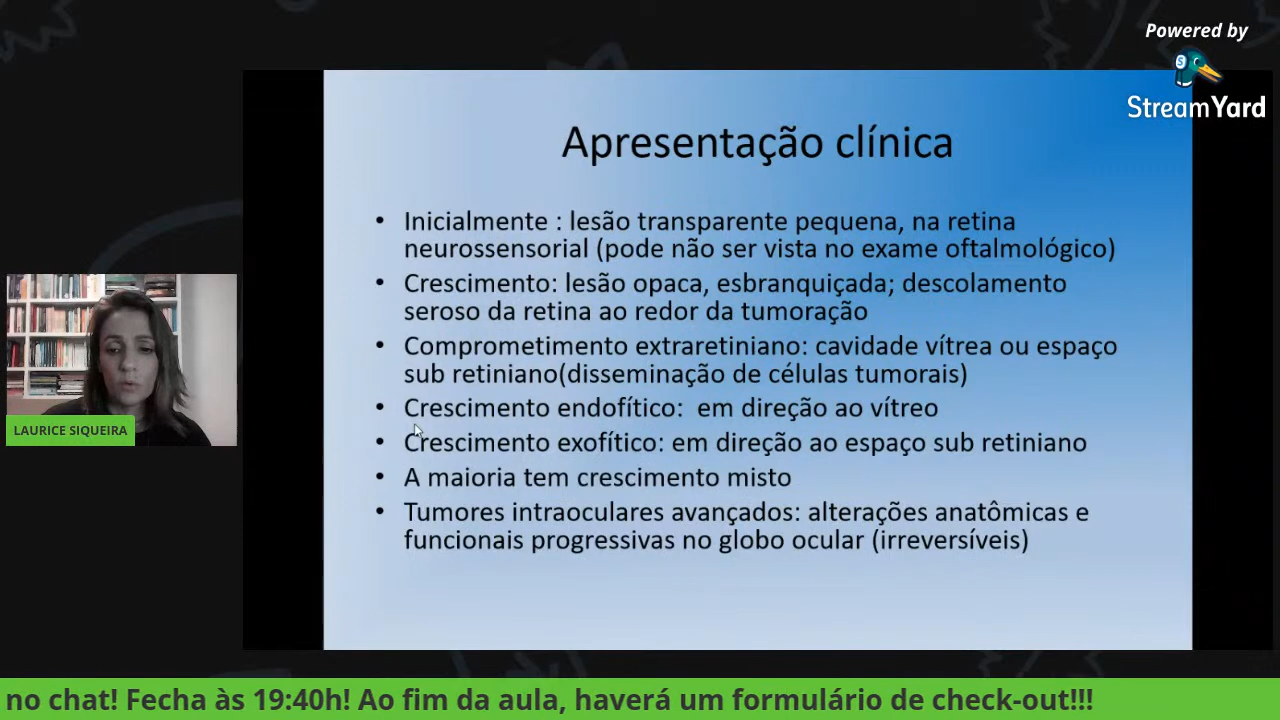 Powered by
StreamYard
Apresentação clínica
• Inicialmente : lesão transparente pequena, na retina
neurossensorial (pode não ser vista no exame oftalmológico)
• Crescimento: lesão opaca, esbranquiçada; descolamento
seroso da retina ao redor da tumoração
• Comprometimento extraretiniano: cavidade vítrea ou espaço
sub retiniano(disseminação de células tumorais)
• Crescimento endofítico: em direção ao vítreo
• Crescimento exofítico: em direção ao espaço sub retiniano
• A maioria tem crescimento misto
• Tumores intraoculares avançados: alterações anatômicas e
funcionais progressivas no globo ocular (irreversíveis)
LAURICE SIQUEIRA
no chat! Fecha às 19:40h! Ao fim da aula, haverá um formulário de check-out!!!